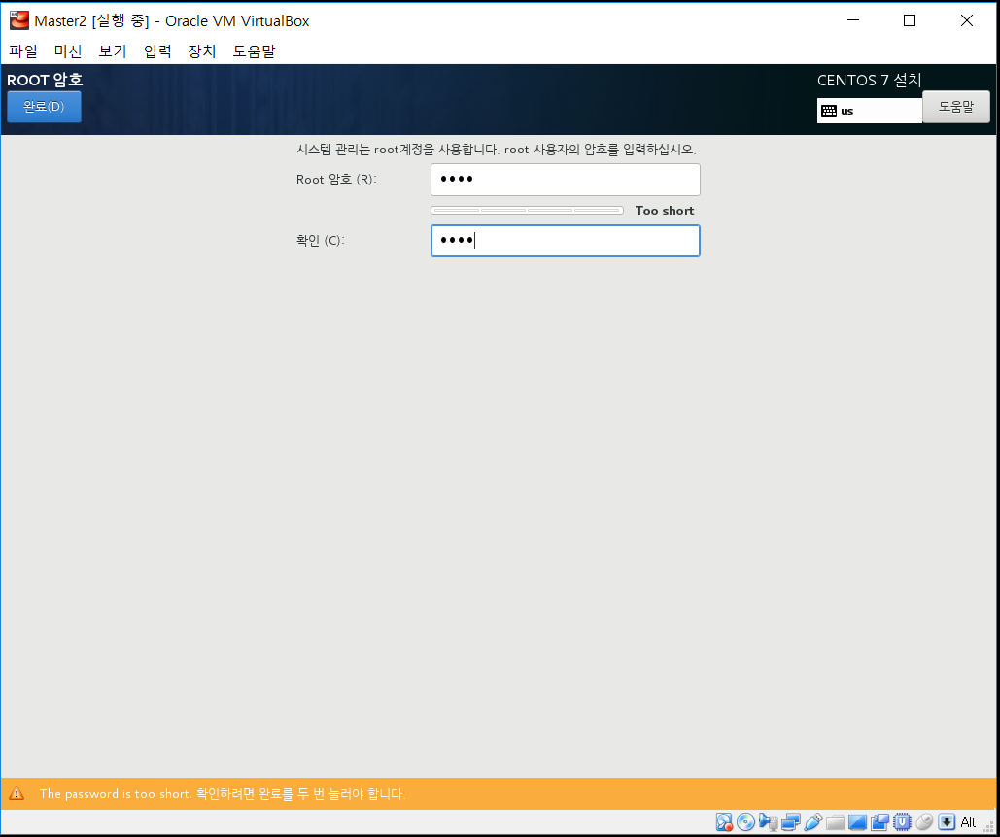 Master2 [실행 중] - Oracle VM VirtualBox
파일 머신 보기 입력 장치 도움말
ROOT 암호
CENTOS 7 설치
완료(D)
us
도움말
시스템 관리는 root계정을 사용합니다. root 사용자의 암호를 입력하십시오.
Root 암호 (R):
Too short
확인 (C):
The password is too short. 확인하려면 완료를 두 번 눌러야 합니다.
Alt